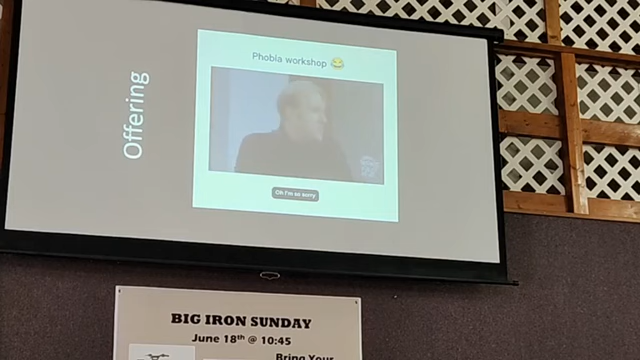 Offering
Phobia workshop 😂
Oh I'm so sorry
BIG IRON SUNDAY
June 18th @ 10:45
Bring Your